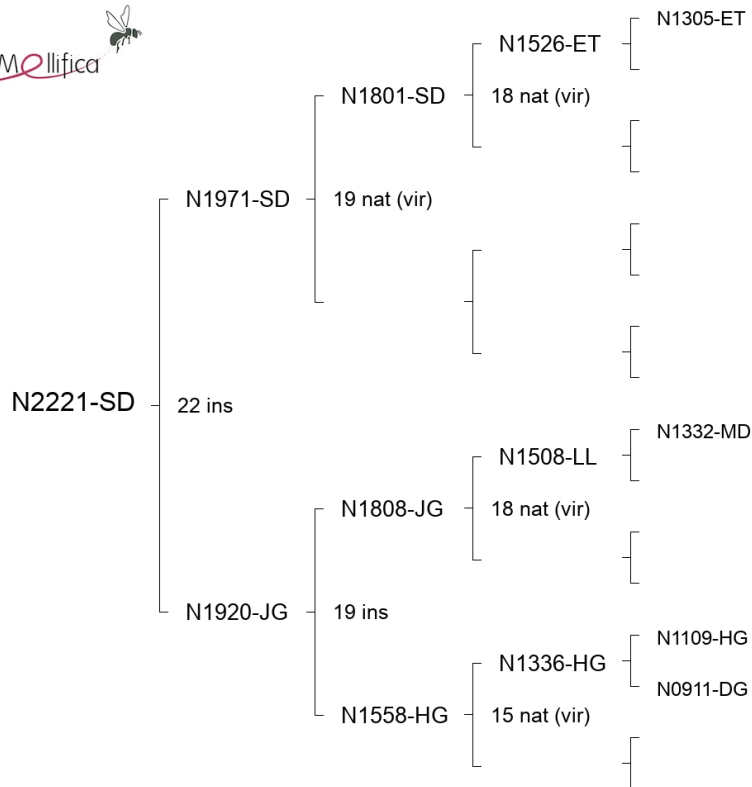 N1305-ET
N1526-ET
Mellifica
N1801-SD
18 nat (vir)
N1971-SD
19 nat (vir)
N2221-SD
22 ins
N1332-MD
N1508-LL
N1808-JG
18 nat (vir)
N1920-JG
19 ins
N1109-HG
N1336-HG
N0911-DG
N1558-HG
15 nat (vir)